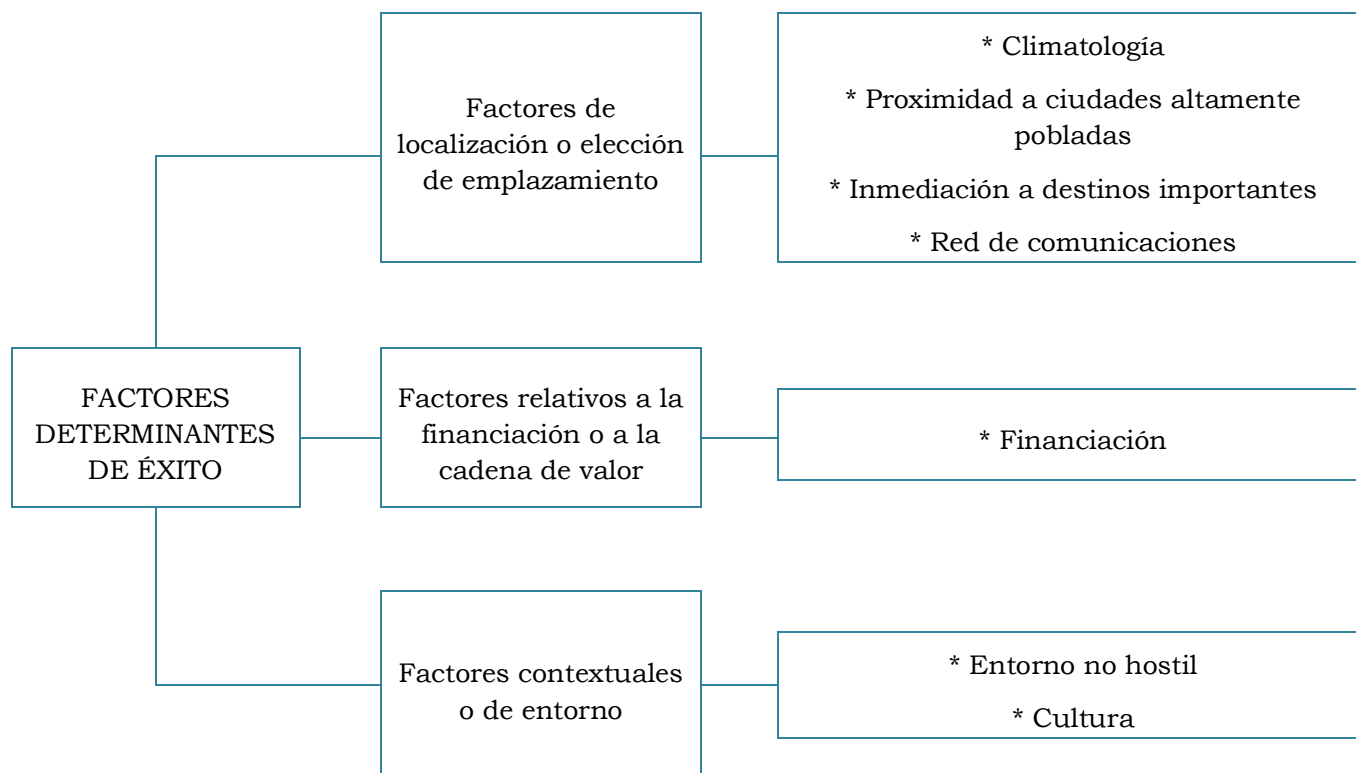 FACTORES
DETERMINANTES
DE ÉXITO
Factores de
localización o elección
de emplazamiento
* Climatología
* Proximidad a ciudades altamente
pobladas
* Inmediación a destinos importantes
* Red de comunicaciones
Factores relativos a la
financiación o a la
cadena de valor
* Financiación
Factores contextuales
o de entorno
* Entorno no hostil
* Cultura